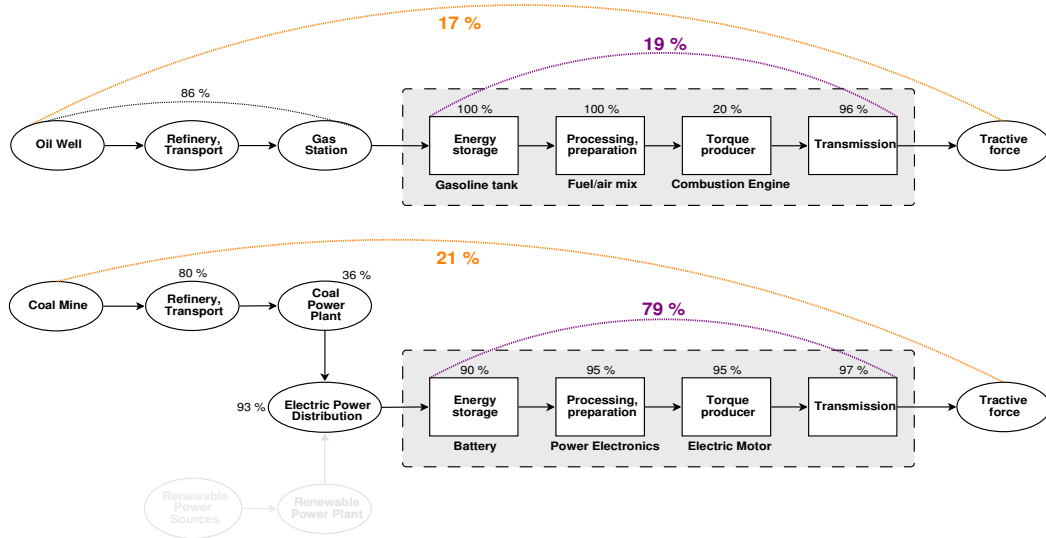 17 %
19 %
86 %
100 %
100 %
20 %
96 %
Oil Well
Refinery,
Transport
Gas
Station
Energy
storage
Processing,
preparation
Torque
producer
Transmission
Tractive
force
Gasoline tank
Fuel/air mix
Combustion Engine
21 %
80 %
36 %
Coal Mine
Refinery,
Transport
Coal
Power
Plant
79 %
90 %
95 %
95 %
97 %
93 %
Electric Power
Distribution
Energy
storage
Processing,
preparation
Torque
producer
Transmission
Tractive
force
Battery
Power Electronics
Electric Motor
Renewable
Power
Sources
Renewable
Power Plant